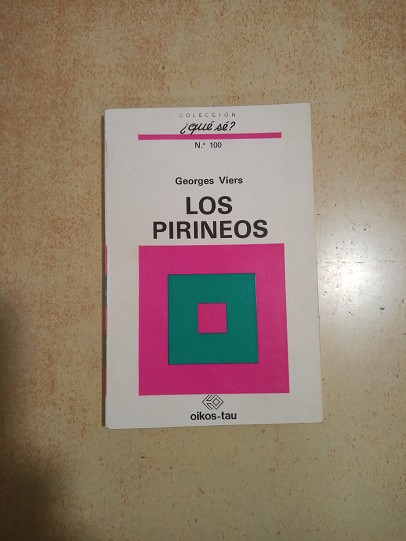 COLECCIÓN
¿qué sé?
N.° 100
Georges Viers
LOS
PIRINEOS
oikos-tau